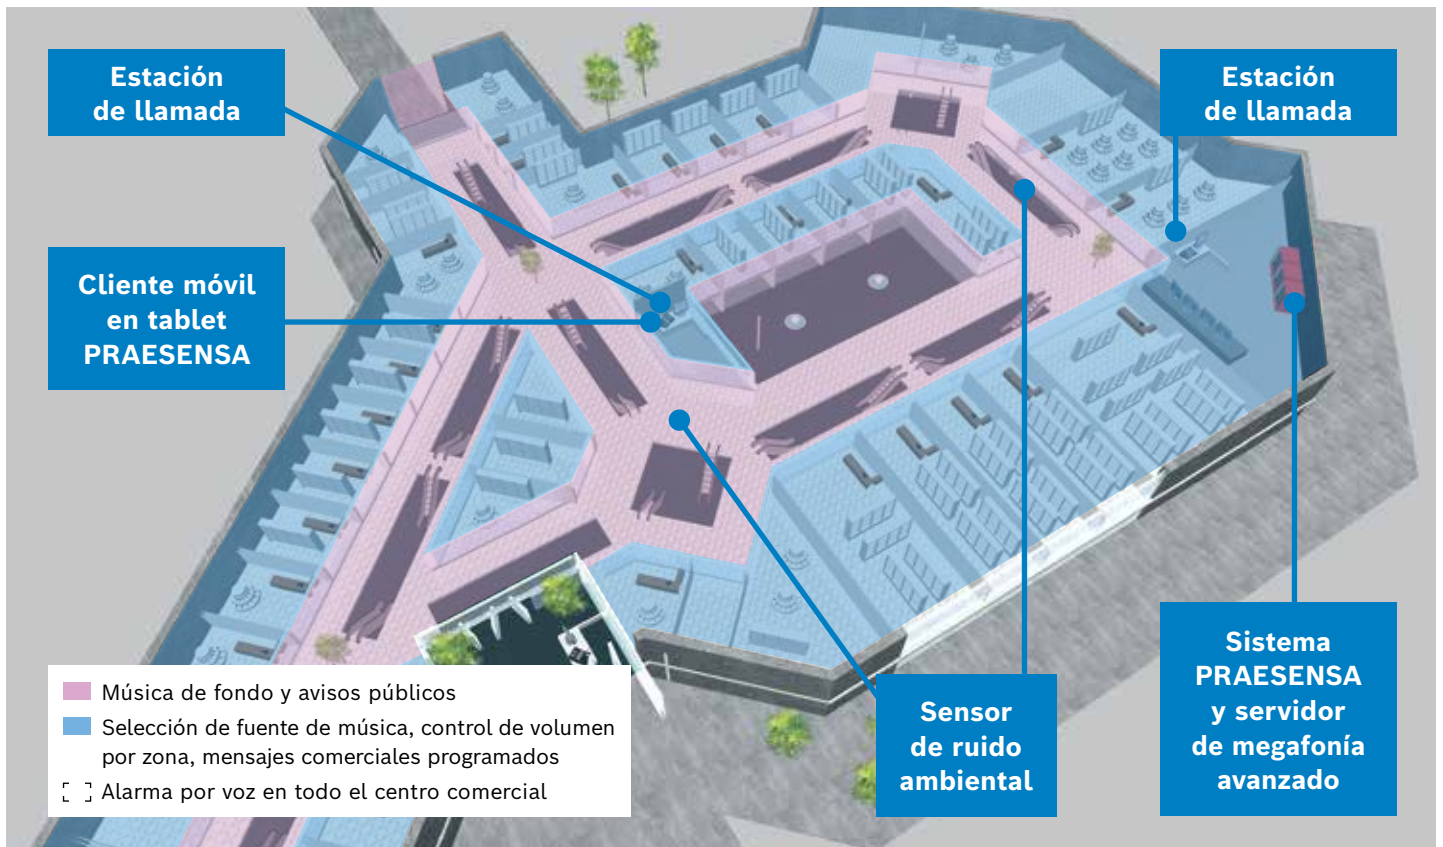 Estación
de llamada
Estación
de llamada
Cliente móvil
en tablet
PRAESENSA
Sensor
de ruido
ambiental
Sistema
PRAESENSA
y servidor
de megafonía
avanzado
Música de fondo y avisos públicos
Selección de fuente de música, control de volumen
por zona, mensajes comerciales programados
Alarma por voz en todo el centro comercial